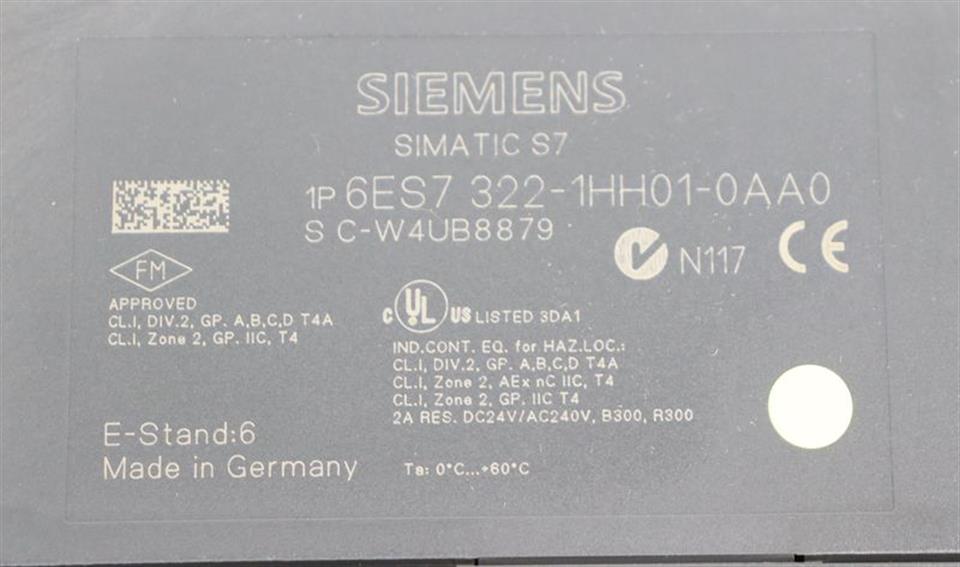 SIEMENS
SIMATIC S7
1P 6ES7 322-1HH01-0AA0
S C-W4UB8879
N117 CE
FM
APPROVED
CL.I, DIV.2, GP. A,B,C,D T4A
CL.I, Zone 2, GP. IIC, T4
c UL US LISTED 3DA1
IND.CONT. EQ. for HAZ.LOC.:
CL.I, DIV.2, GP. A,B,C,D T4A
CL.I, Zone 2, AEx nC IIC, T4
CL.I, Zone 2, GP. IIC T4
2A RES. DC24V/AC240V, B300, R300
E-Stand:6
Made in Germany
Ta: 0°C...+60°C